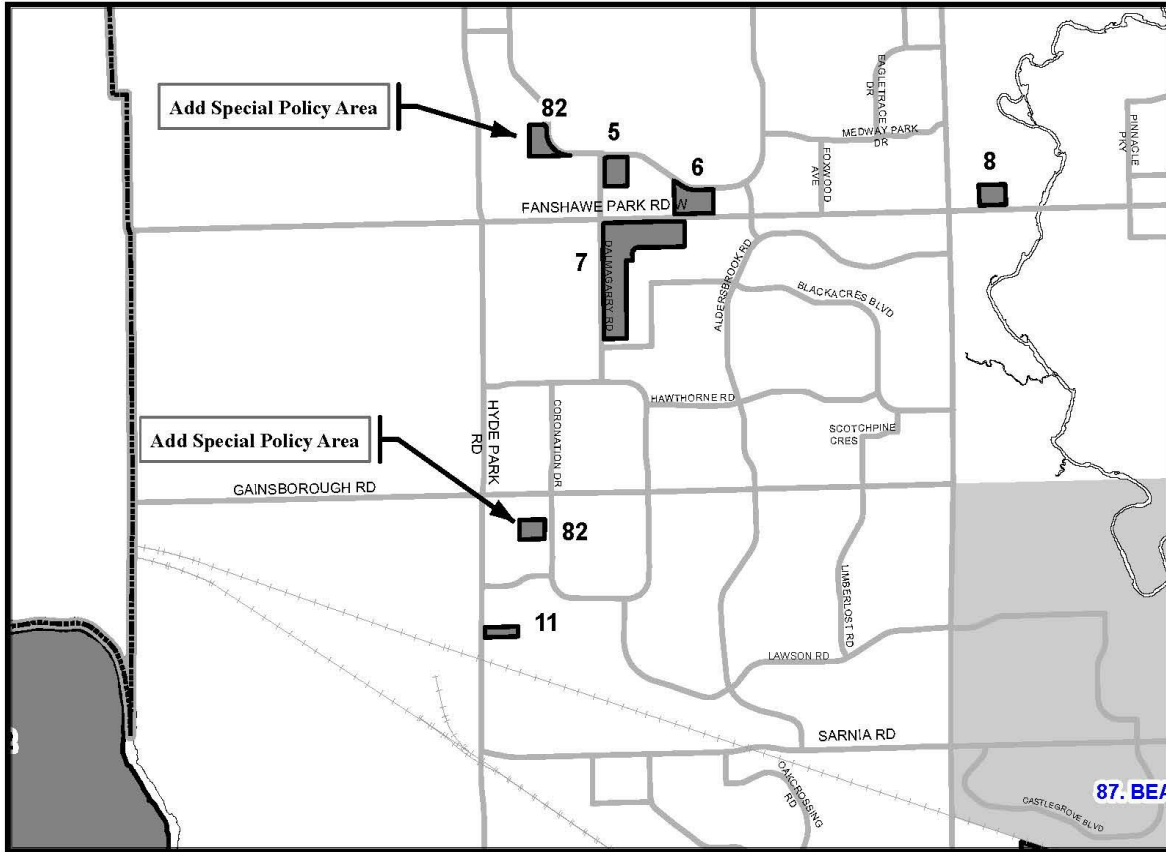 Add Special Policy Area
82
5
6
8
EAGLETRACE
DR
MEDWAY PARK
DR
FOXWOOD
AVE
PINNACLE
PKY
FANSHAWE PARK RD W
7
DALMAGARRY RD
ALDERSBROOK RD
BLACKACRES BLVD
HYDE PARK
RD
CORONATION DR
HAWTHORNE RD
SCOTCHPINE
CRES
Add Special Policy Area
GAINSBOROUGH RD
82
LIMBERLOST RD
11
LAWSON RD
SARNIA RD
OAKCROSSING
RD
87. BEA
CASTLEGROVE BLVD